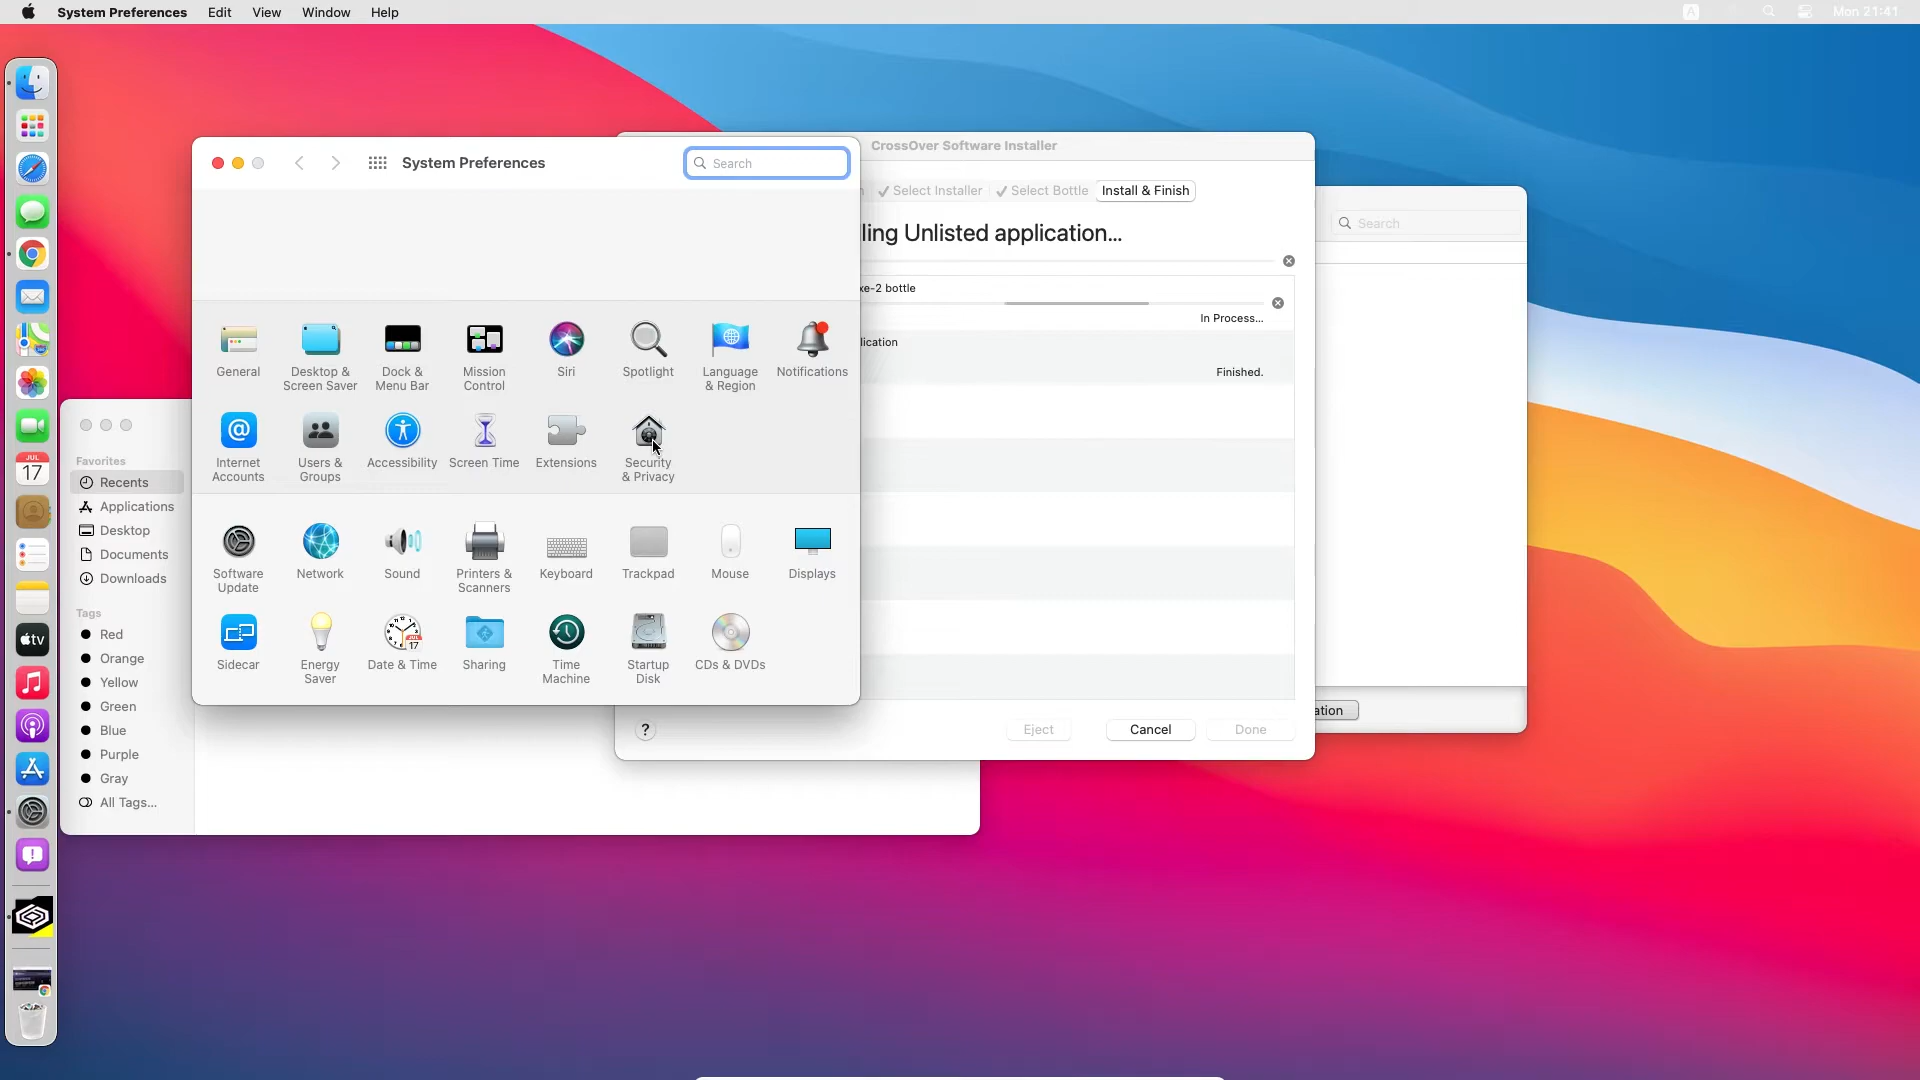 System Preferences Edit View Window Help
A Mon 21:41
System Preferences
Search
General
Desktop &
Screen Saver
Dock &
Menu Bar
Mission
Control
Siri
Spotlight
Language
& Region
Notifications
@
Internet
Accounts
Users &
Groups
Accessibility
Screen Time
Extensions
Security
& Privacy
Software
Update
Network
Sound
Printers &
Scanners
Keyboard
Trackpad
Mouse
Displays
Sidecar
Energy
Saver
JUL
17
Date & Time
Sharing
Time
Machine
Startup
Disk
CDs & DVDs
CrossOver Software Installer
Select Installer
Select Bottle
Install & Finish
ling Unlisted application...
xe-2 bottle
In Process...
lication
Finished.
?
Eject
Cancel
Done
Search
ation
Favorites
Recents
Applications
Desktop
Documents
Downloads
Tags
Red
Orange
Yellow
Green
Blue
Purple
Gray
All Tags...
JUL
17
tv